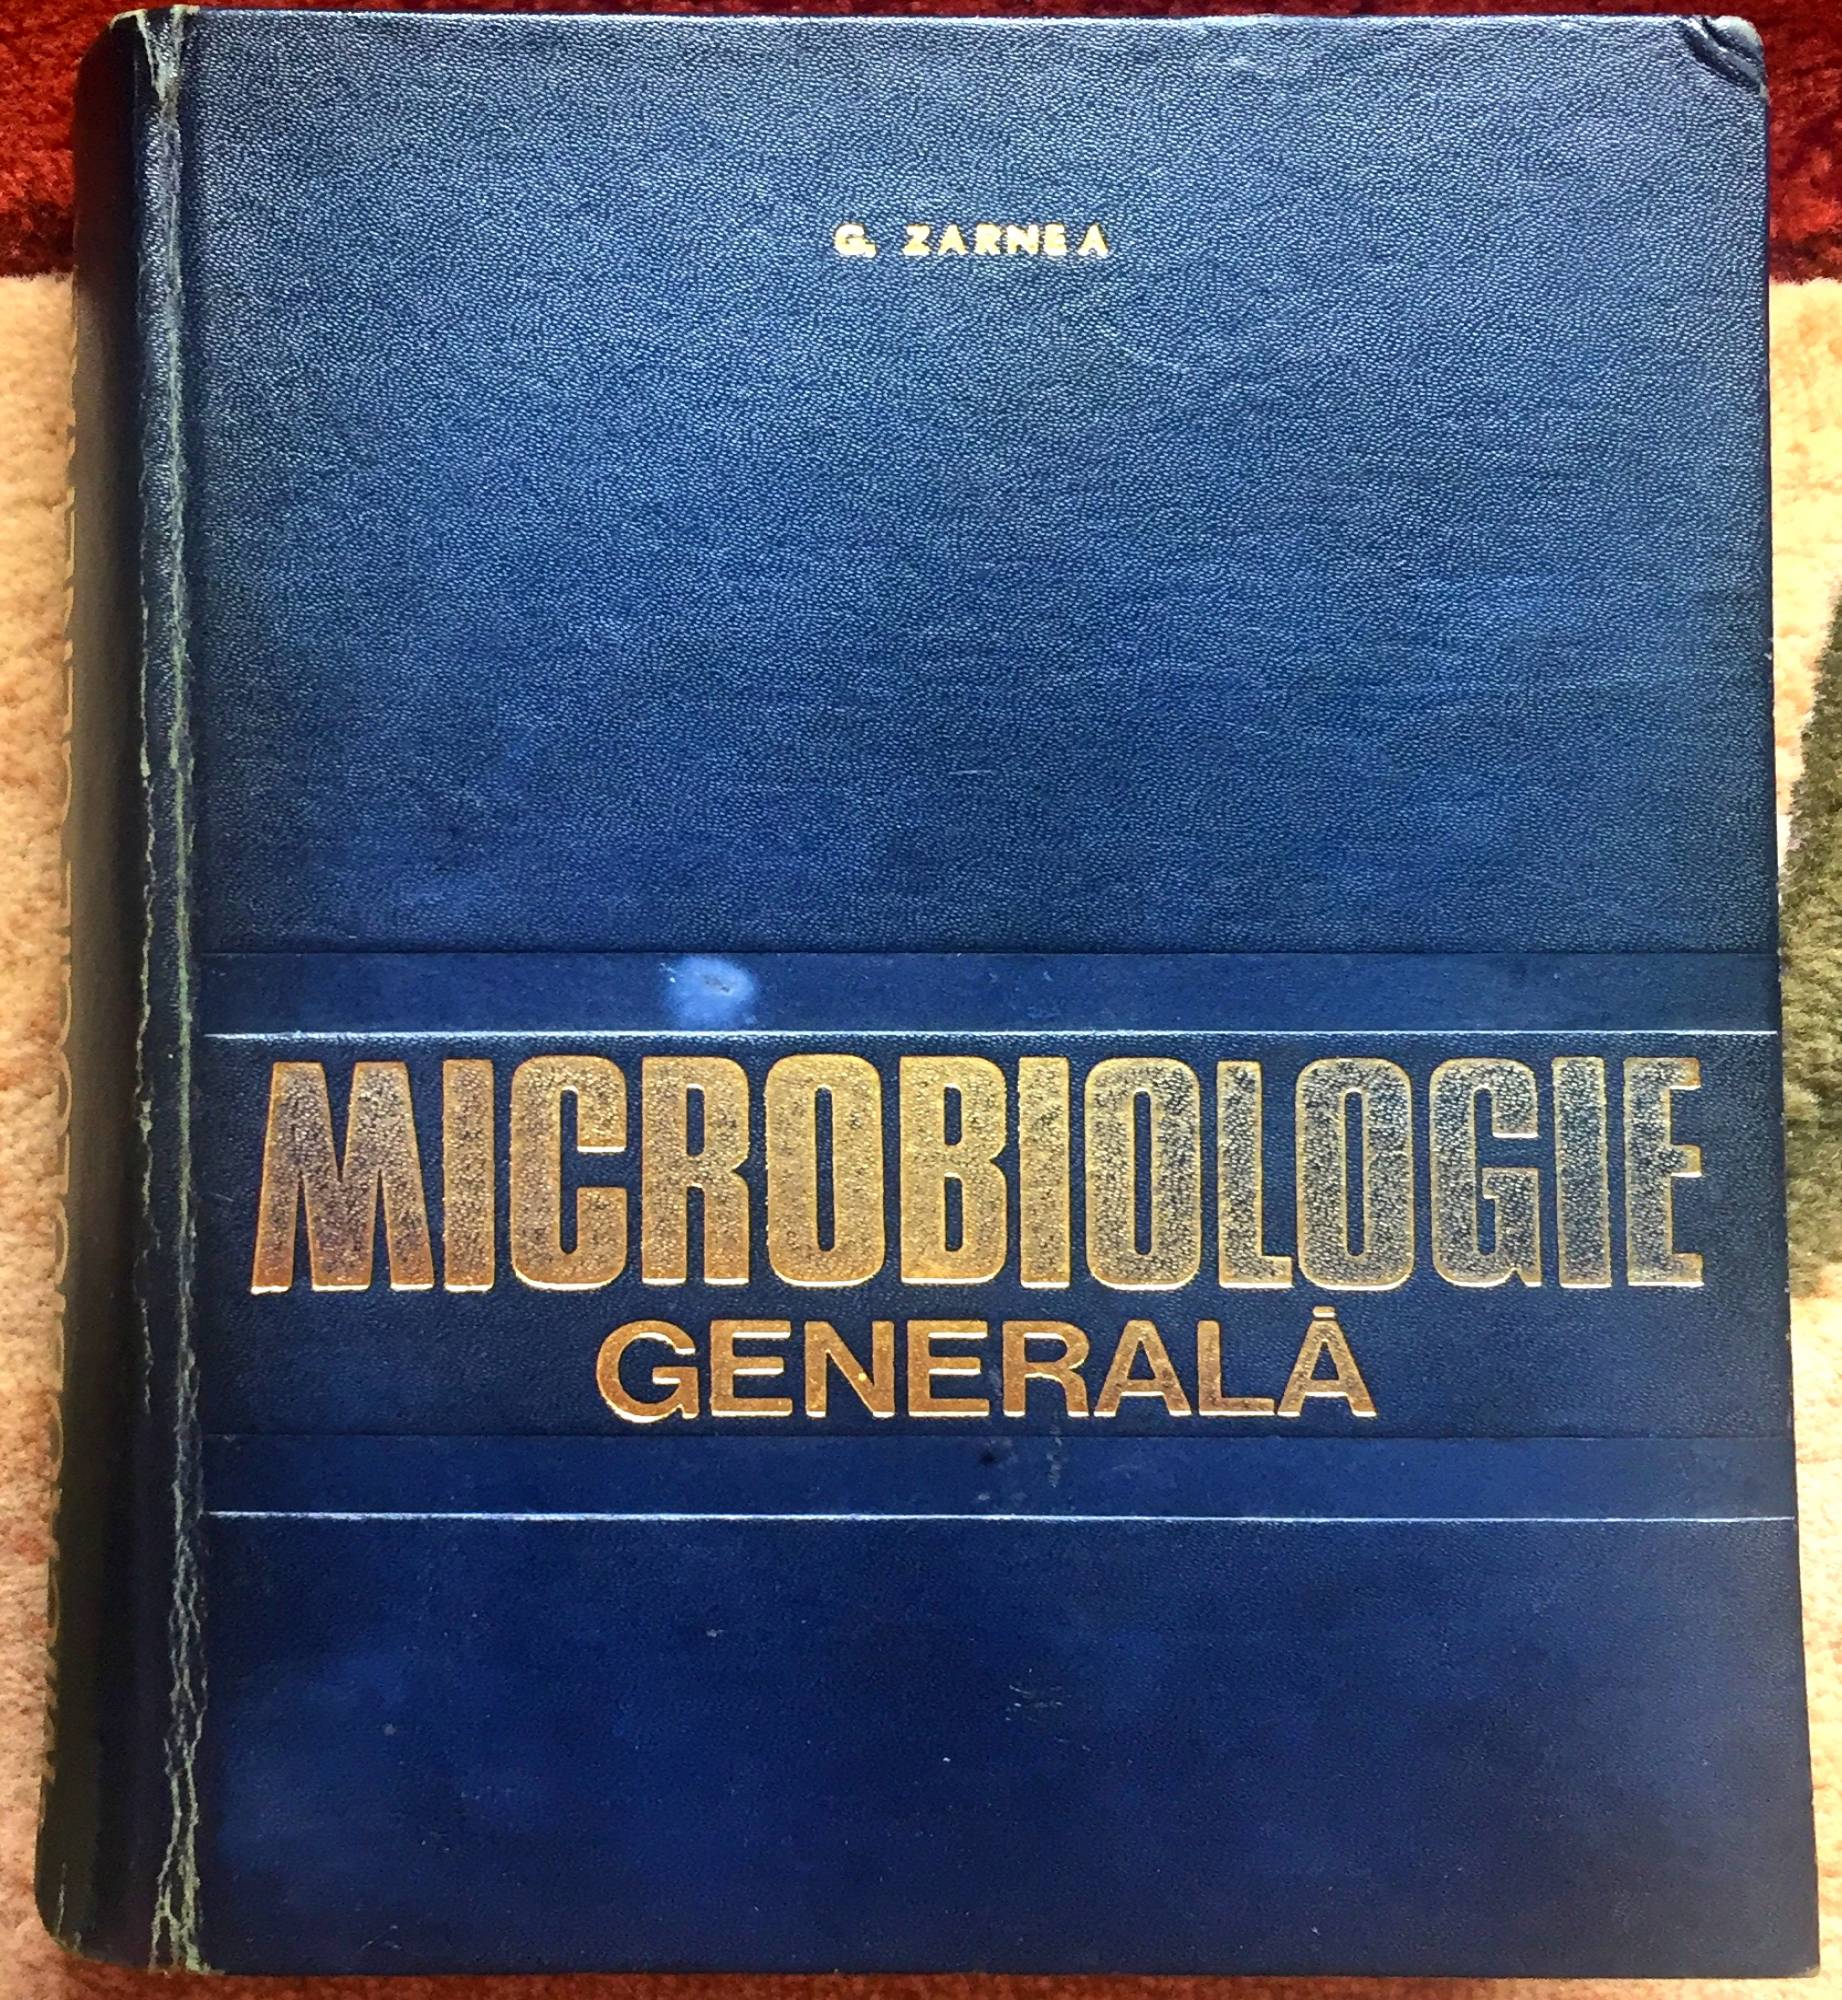 G. ZARNEA
MICROBIOLOGIE
GENERALĂ